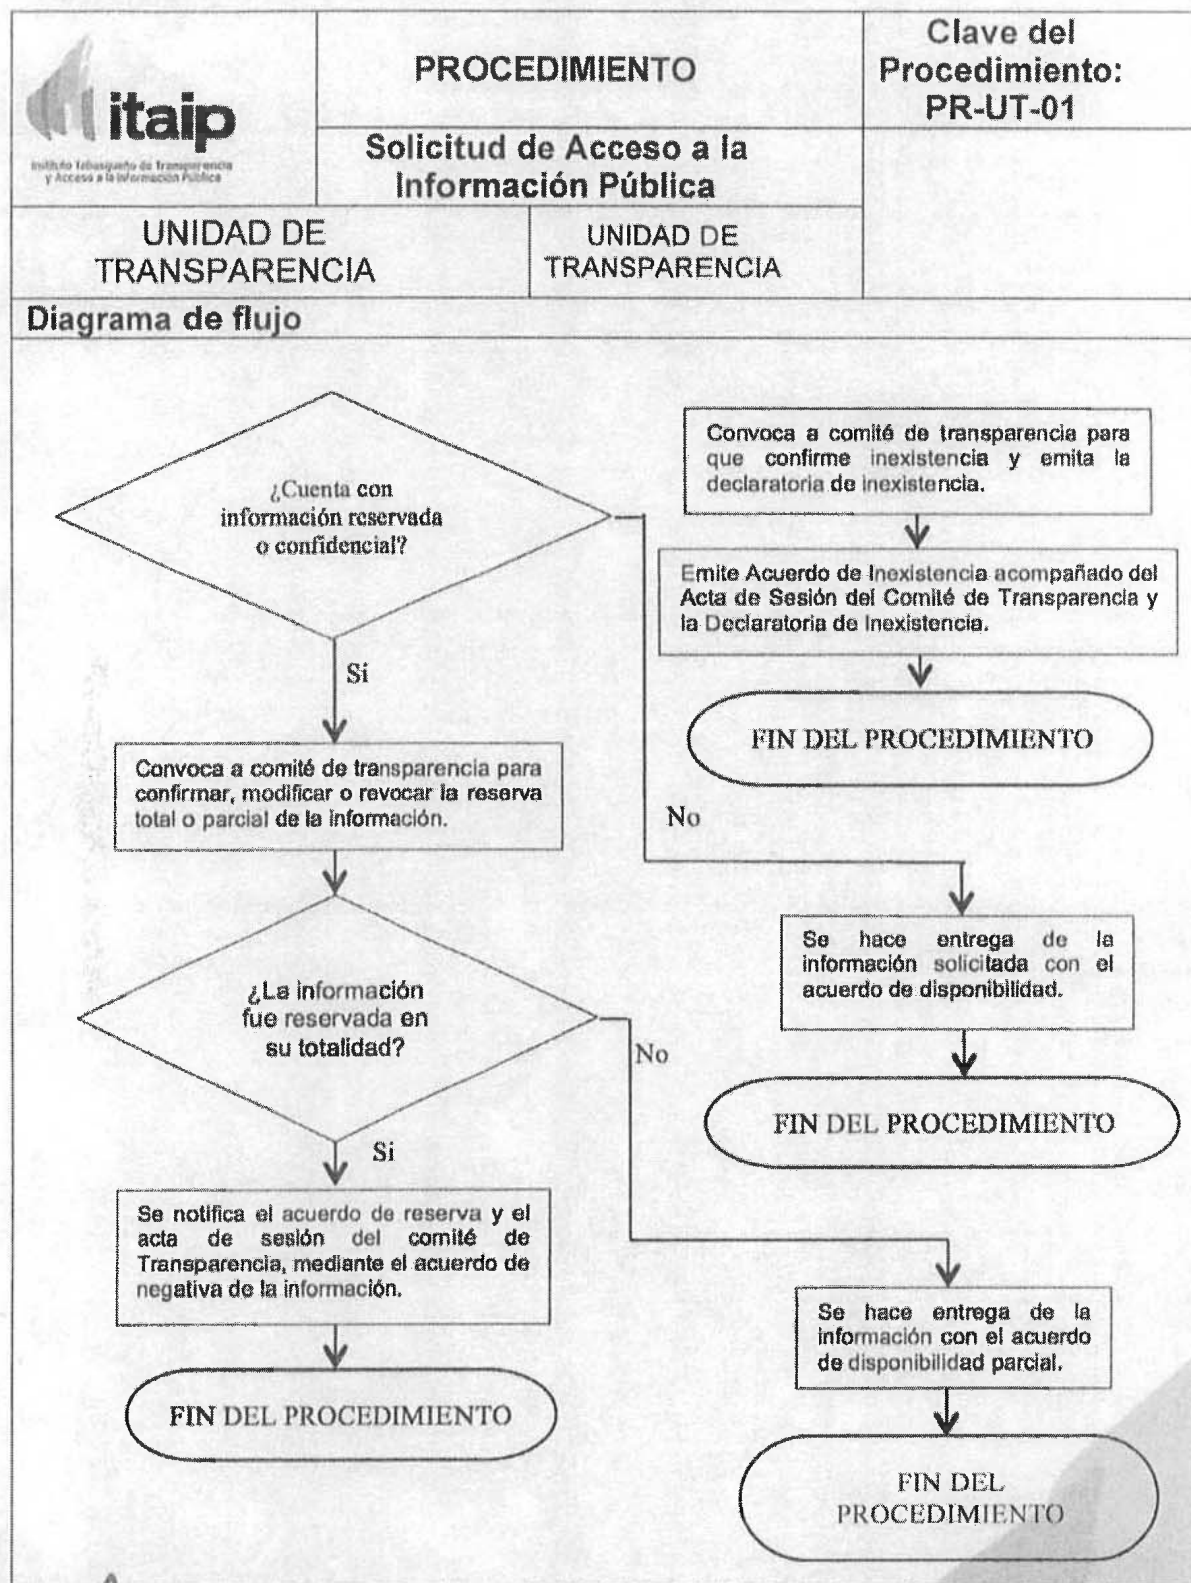 itaip
Instituto Tabasqueño de Transparencia
y Acceso a la Información Pública
PROCEDIMIENTO
Solicitud de Acceso a la
Información Pública
Clave del
Procedimiento:
PR-UT-01
UNIDAD DE
TRANSPARENCIA
UNIDAD DE
TRANSPARENCIA
Diagrama de flujo
¿Cuenta con
información reservada
o confidencial?
Convoca a comité de transparencia para
que confirme inexistencia y emita la
declaratoria de inexistencia.
Emite Acuerdo de Inexistencia acompañado del
Acta de Sesión del Comité de Transparencia y
la Declaratoria de Inexistencia.
FIN DEL PROCEDIMIENTO
Si
Convoca a comité de transparencia para
confirmar, modificar o revocar la reserva
total o parcial de la información.
No
Se hace entrega de la
información solicitada con el
acuerdo de disponibilidad.
FIN DEL PROCEDIMIENTO
¿La información
fue reservada en
su totalidad?
No
Si
Se notifica el acuerdo de reserva y el
acta de sesión del comité de
Transparencia, mediante el acuerdo de
negativa de la información.
FIN DEL PROCEDIMIENTO
Se hace entrega de la
información con el acuerdo
de disponibilidad parcial.
FIN DEL
PROCEDIMIENTO